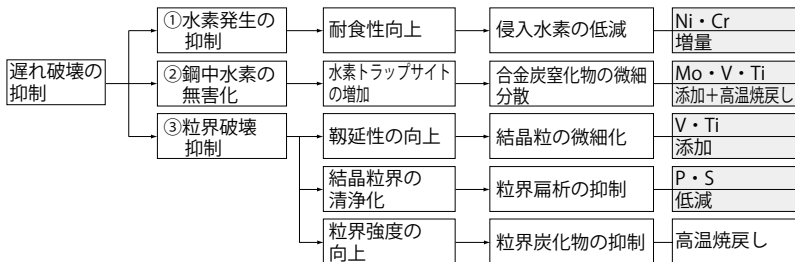 遅れ破壊の
抑制
①水素発生の
抑制
耐食性向上
侵入水素の低減
Ni・Cr
増量
②鋼中水素の
無害化
水素トラップサイト
の増加
合金炭窒化物の微細
分散
Mo・V・Ti
添加＋高温焼戻し
③粒界破壊
抑制
靱延性の向上
結晶粒の微細化
V・Ti
添加
結晶粒界の
清浄化
粒界扁析の抑制
P・S
低減
粒界強度の
向上
粒界炭化物の抑制
高温焼戻し